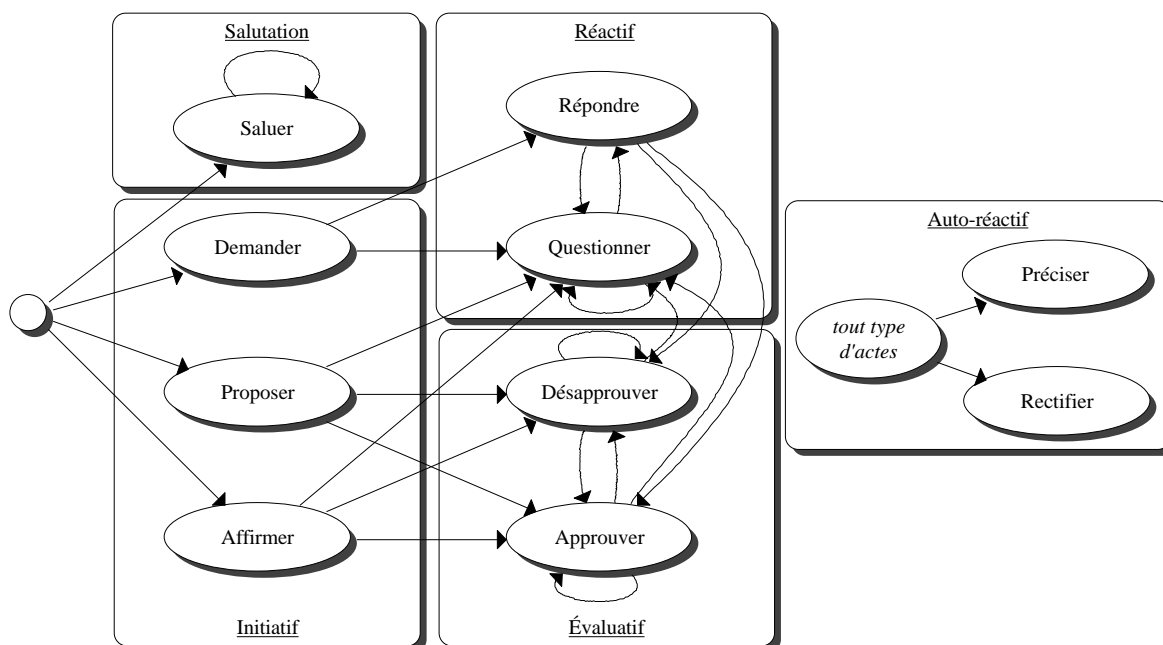 Salutation
Saluer
Réactif
Répondre
Questionner
Demander
Proposer
Affirmer
Initiatif
Désapprouver
Approuver
Évaluatif
Auto-réactif
tout type
d'actes
Préciser
Rectifier